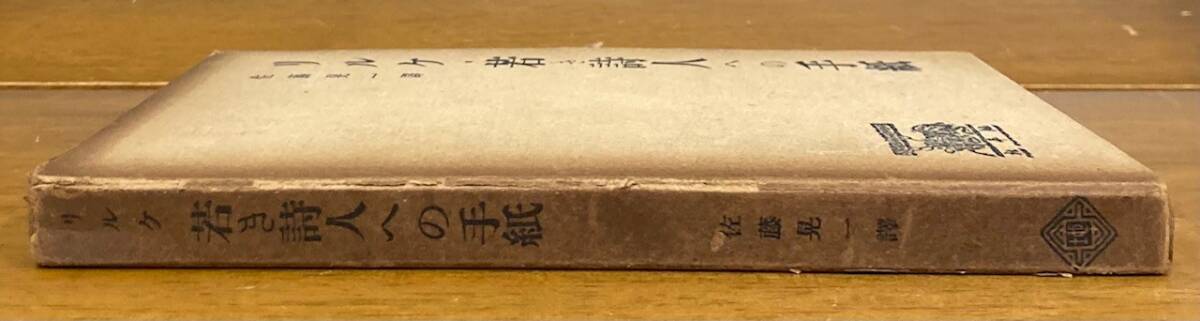 リルケ・若き詩人への手紙
佐藤晃一譯
リルケ
若き詩人への手紙
佐藤晃一譯